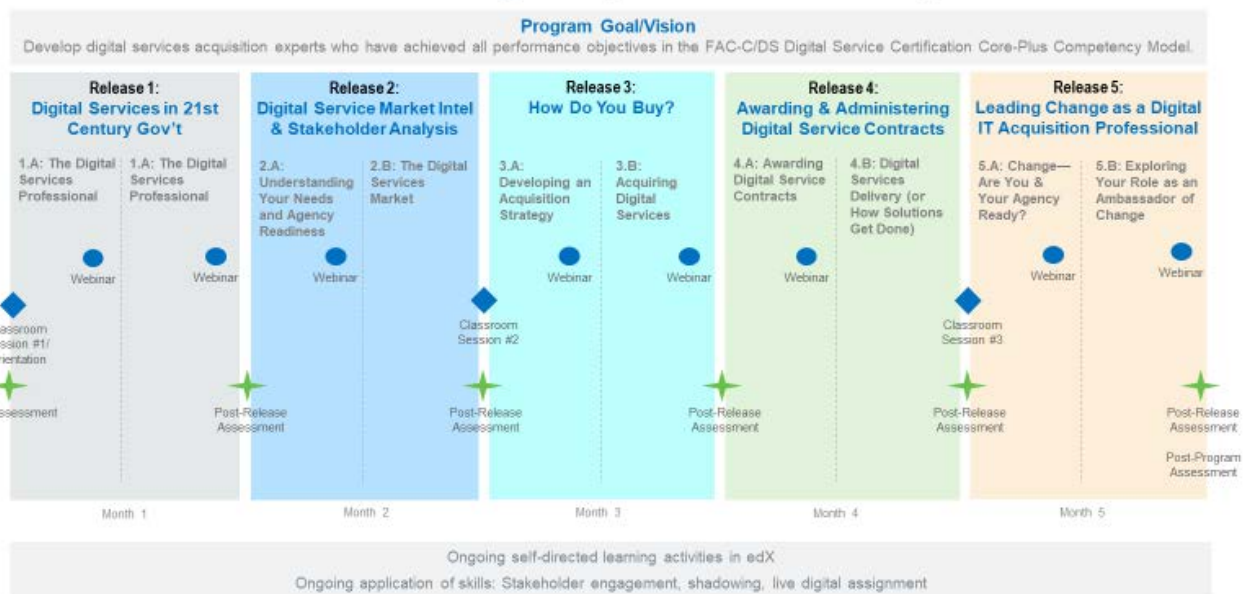 Program Goal/Vision
Develop digital services acquisition experts who have achieved all performance objectives in the FAC-C/DS Digital Service Certification Core-Plus Competency Model.
Release 1:
Digital Services in 21st
Century Gov't
1.A: The Digital
Services
Professional
1.A: The Digital
Services
Professional
Webinar
Webinar
assroom
ssion #1/
entation
ssessment
Post-Release
Assessment
Month 1
Release 2:
Digital Service Market Intel
& Stakeholder Analysis
2.A:
Understanding
Your Needs
and Agency
Readiness
2.B: The Digital
Services
Market
Webinar
Classroom
Session #2
Post-Release
Assessment
Month 2
Release 3:
How Do You Buy?
3.A:
Developing an
Acquisition
Strategy
3.B:
Acquiring
Digital
Services
Webinar
Webinar
Post-Release
Assessment
Month 3
Release 4:
Awarding & Administering
Digital Service Contracts
4.A: Awarding
Digital Service
Contracts
4.B: Digital
Services
Delivery (or
How Solutions
Get Done)
Webinar
Classroom
Session #3
Post-Release
Assessment
Month 4
Release 5:
Leading Change as a Digital
IT Acquisition Professional
5.A: Change—
Are You &
Your Agency
Ready?
5.B: Exploring
Your Role as an
Ambassador of
Change
Webinar
Webinar
Post-Release
Assessment
Post-Program
Assessment
Month 5
Ongoing self-directed learning activities in edX
Ongoing application of skills: Stakeholder engagement, shadowing, live digital assignment